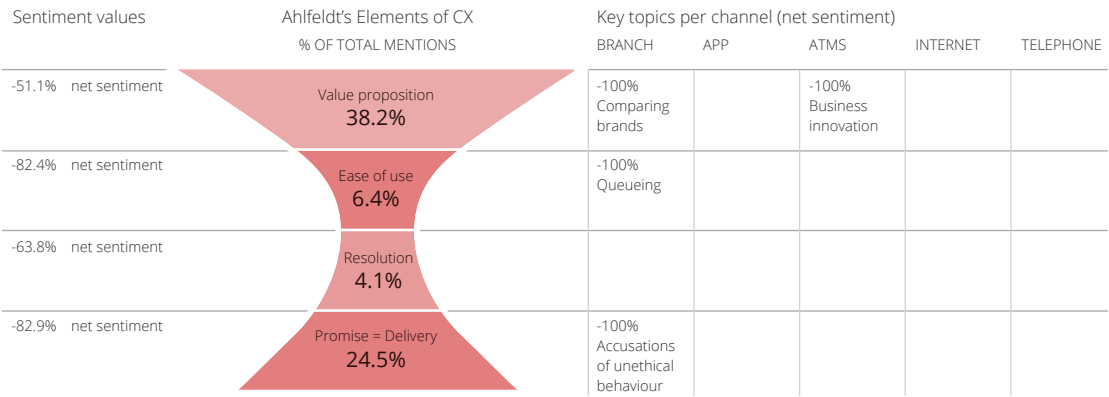 Sentiment values
Ahlfeldt’s Elements of CX
Key topics per channel (net sentiment)
% OF TOTAL MENTIONS
BRANCH
APP
ATMS
INTERNET
TELEPHONE
-51.1% net sentiment
Value proposition
38.2%
-100%
Comparing
brands
-100%
Business
innovation
-82.4% net sentiment
Ease of use
6.4%
-100%
Queueing
-63.8% net sentiment
Resolution
4.1%
-82.9% net sentiment
Promise = Delivery
24.5%
-100%
Accusations
of unethical
behaviour